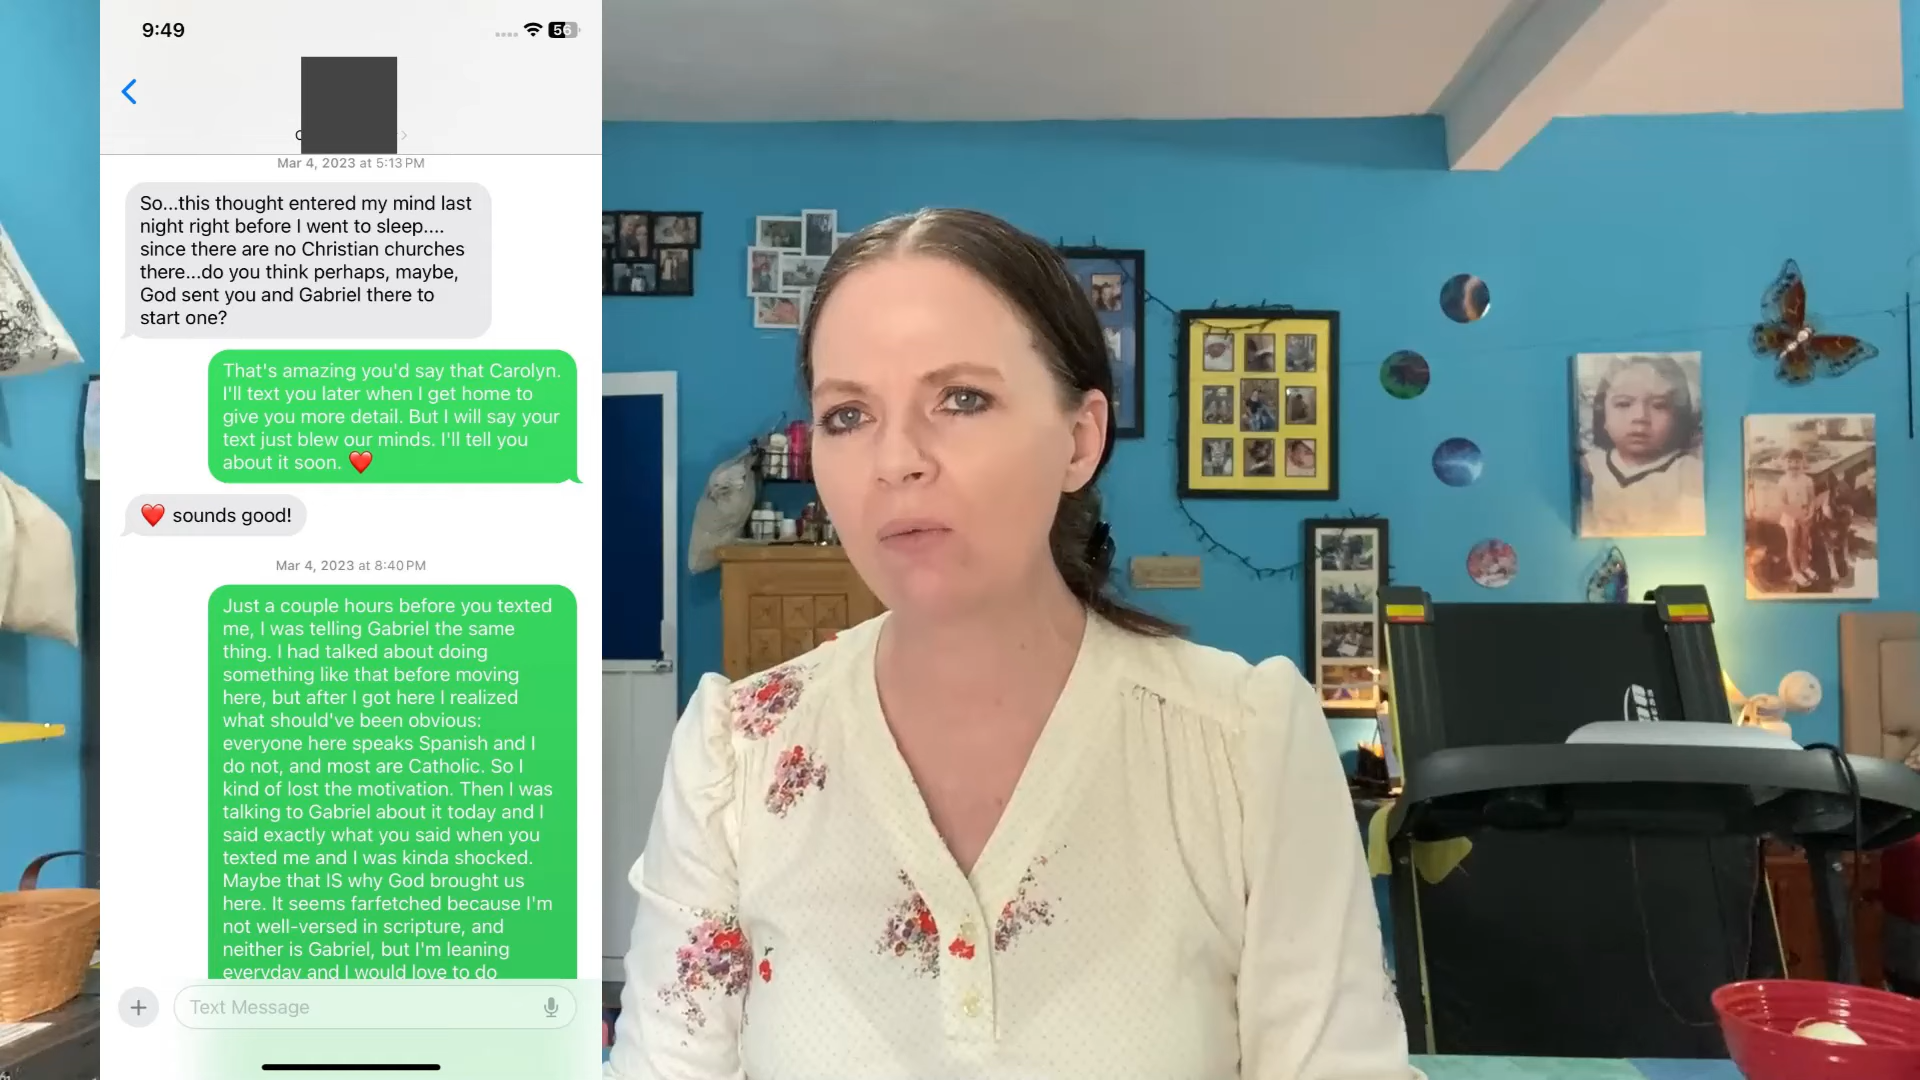 9:49
56
Mar 4, 2023 at 5:13 PM
So...this thought entered my mind last
night right before I went to sleep....
since there are no Christian churches
there...do you think perhaps, maybe,
God sent you and Gabriel there to
start one?
That's amazing you'd say that Carolyn.
I'll text you later when I get home to
give you more detail. But I will say your
text just blew our minds. I'll tell you
about it soon. ❤️
❤️ sounds good!
Mar 4, 2023 at 8:40 PM
Just a couple hours before you texted
me, I was telling Gabriel the same
thing. I had talked about doing
something like that before moving
here, but after I got here I realized
what should've been obvious:
everyone here speaks Spanish and I
do not, and most are Catholic. So I
kind of lost the motivation. Then I was
talking to Gabriel about it today and I
said exactly what you said when you
texted me and I was kinda shocked.
Maybe that IS why God brought us
here. It seems farfetched because I'm
not well-versed in scripture, and
neither is Gabriel, but I'm leaning
everyday and I would love to do
Text Message